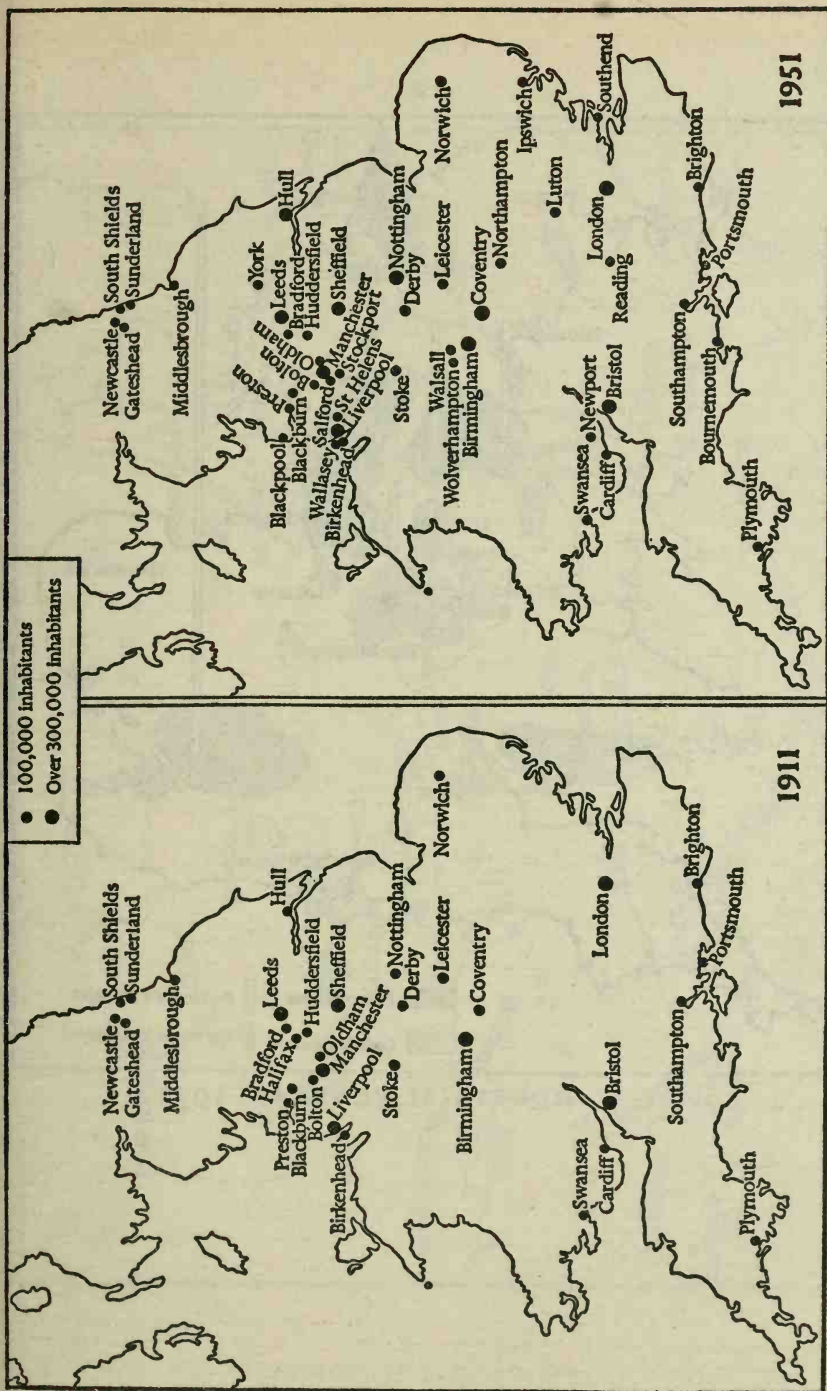 100,000 inhabitants
Over 300,000 inhabitants
Newcastle
South Shields
Gateshead
Sunderland
Middlesbrough
Leeds
Hull
Bradford
Halifax
Huddersfield
Preston
Blackburn
Bolton
Oldham
Manchester
Sheffield
Liverpool
Birkenhead
Stoke
Nottingham
Derby
Leicester
Norwich
Birmingham
Coventry
Swansea
Cardiff
Bristol
London
Southampton
Portsmouth
Brighton
Plymouth
1911
Newcastle
South Shields
Gateshead
Sunderland
Middlesbrough
York
Leeds
Hull
Bradford
Huddersfield
Blackpool
Preston
Blackburn
Bolton
Oldham
Salford
Manchester
Stockport
Sheffield
St Helens
Wallasey
Liverpool
Birkenhead
Stoke
Nottingham
Derby
Leicester
Norwich
Wolverhampton
Walsall
Birmingham
Coventry
Northampton
Ipswich
Luton
Swansea
Newport
Cardiff
Bristol
Reading
London
Southend
Southampton
Portsmouth
Bournemouth
Brighton
Plymouth
1951